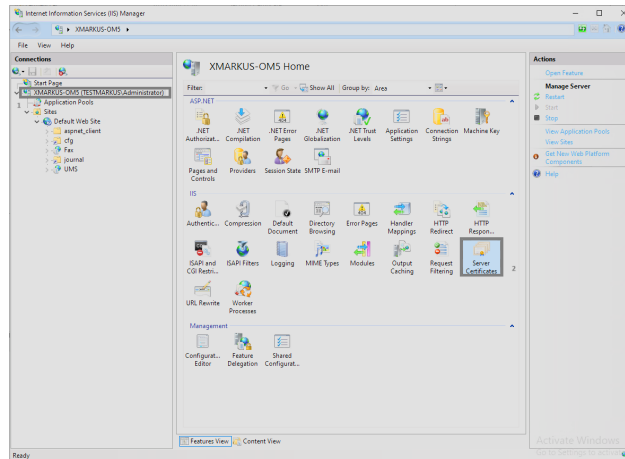 Internet Information Services (IIS) Manager
XMARKUS-OM5
File View Help
Connections
Start Page
XMARKUS-OM5 (TESTMARKUS\Administrator)
1
Application Pools
Sites
Default Web Site
aspnet_client
cfg
Fax
journal
UMS
XMARKUS-OM5 Home
Filter: Go Show All Group by: Area
ASP.NET
.NET Authorizat...
.NET Compilation
.NET Error Pages
.NET Globalization
.NET Trust Levels
Application Settings
Connection Strings
Machine Key
Pages and Controls
Providers
Session State
SMTP E-mail
IIS
Authentic...
Compression
Default Document
Directory Browsing
Error Pages
Handler Mappings
HTTP Redirect
HTTP Respon...
ISAPI and CGI Restri...
ISAPI Filters
Logging
MIME Types
Modules
Output Caching
Request Filtering
Server Certificates
2
URL Rewrite
Worker Processes
Management
Configurat... Editor
Feature Delegation
Shared Configurat...
Features View Content View
Actions
Open Feature
Manage Server
Restart
Start
Stop
View Application Pools
View Sites
Get New Web Platform Components
Help
Activate Windows
Go to Settings to activat
Ready